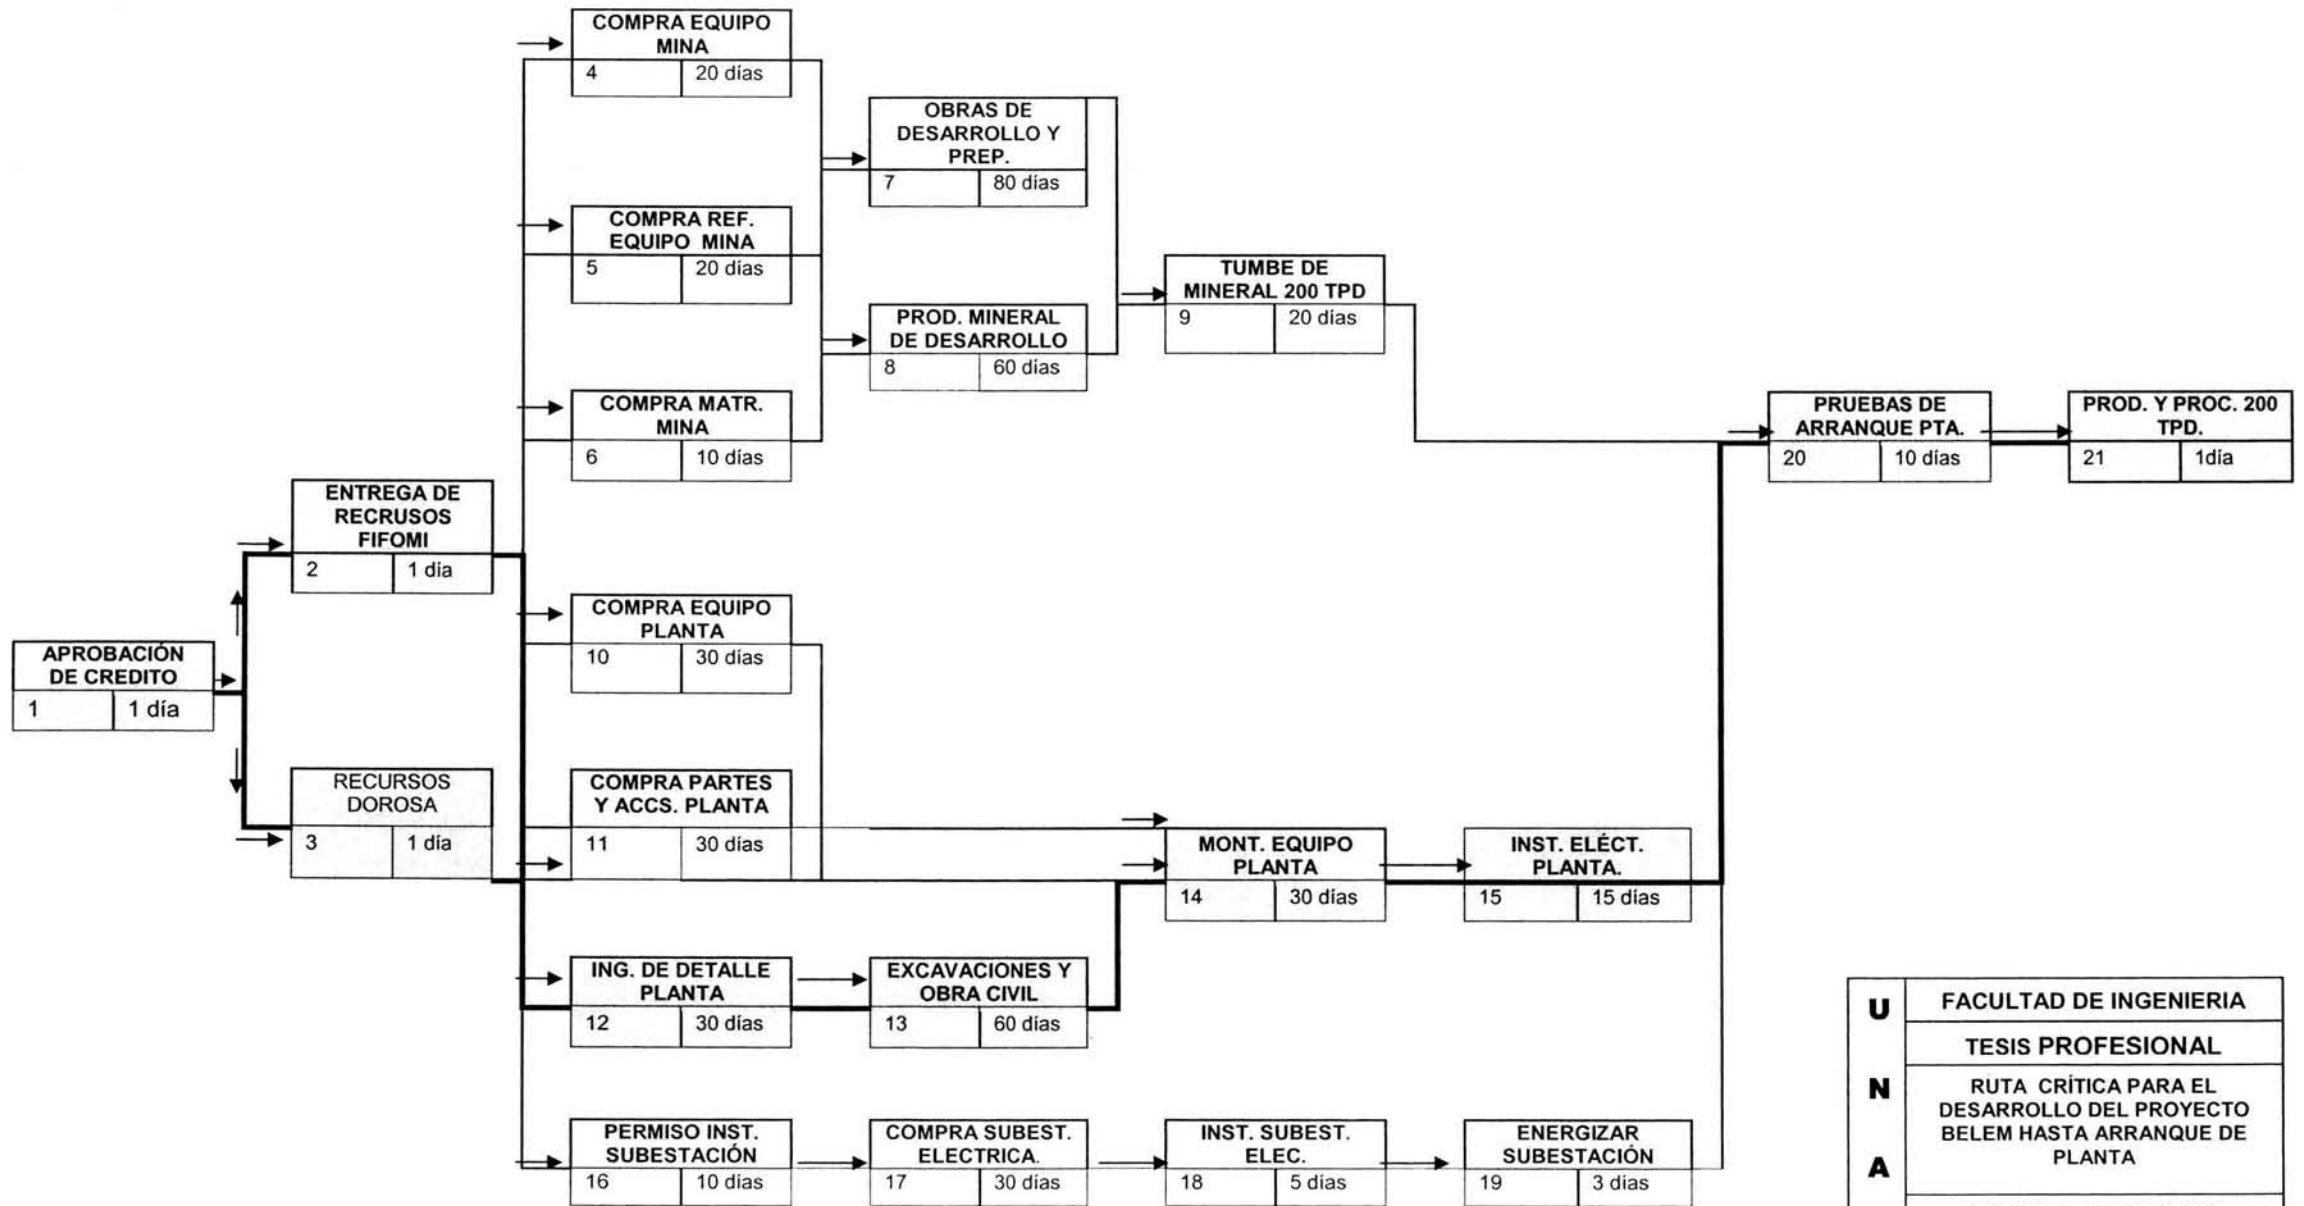 COMPRA EQUIPO
MINA
4 20 días
COMPRA REF.
EQUIPO MINA
5 20 días
COMPRA MATR.
MINA
6 10 días
OBRAS DE
DESARROLLO Y
PREP.
7 80 días
PROD. MINERAL
DE DESARROLLO
8 60 días
TUMBE DE
MINERAL 200 TPD
9 20 días
PRUEBAS DE
ARRANQUE PTA.
20 10 días
PROD. Y PROC. 200
TPD.
21 1día
ENTREGA DE
RECRUSOS
FIFOMI
2 1 día
APROBACIÓN
DE CREDITO
1 1 día
RECURSOS
DOROSA
3 1 día
COMPRA EQUIPO
PLANTA
10 30 días
COMPRA PARTES
Y ACCS. PLANTA
11 30 días
MONT. EQUIPO
PLANTA
14 30 días
INST. ELÉCT.
PLANTA.
15 15 días
ING. DE DETALLE
PLANTA
12 30 días
EXCAVACIONES Y
OBRA CIVIL
13 60 días
PERMISO INST.
SUBESTACIÓN
16 10 días
COMPRA SUBEST.
ELECTRICA.
17 30 días
INST. SUBEST.
ELEC.
18 5 días
ENERGIZAR
SUBESTACIÓN
19 3 días
U
N
A
FACULTAD DE INGENIERIA
TESIS PROFESIONAL
RUTA CRÍTICA PARA EL
DESARROLLO DEL PROYECTO
BELEM HASTA ARRANQUE DE
PLANTA